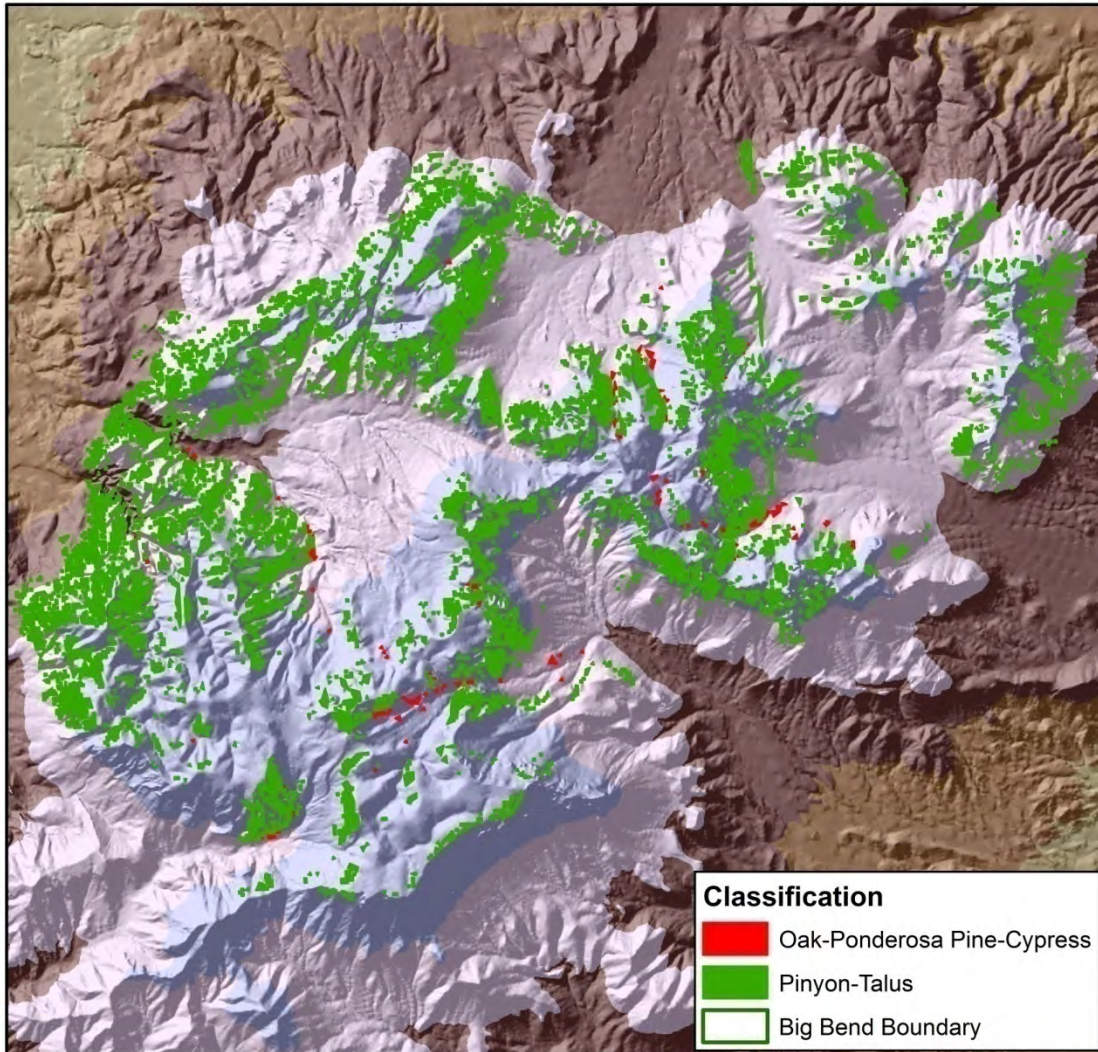 Classification
Oak-Ponderosa Pine-Cypress
Pinyon-Talus
Big Bend Boundary